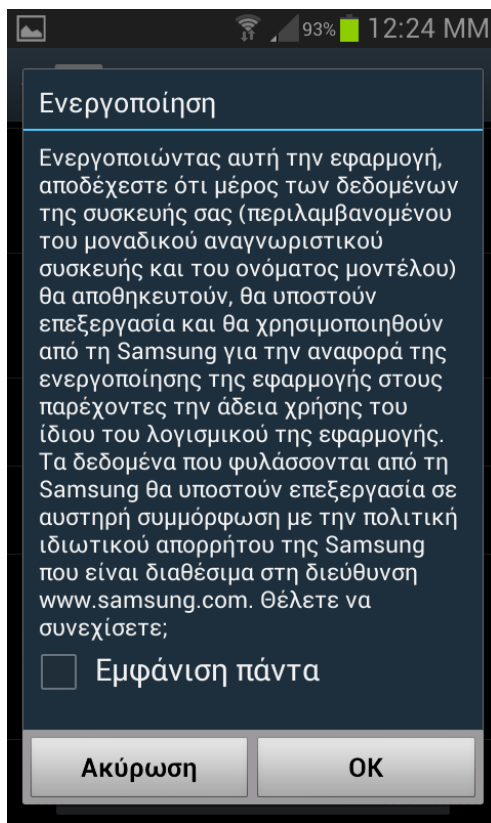 93% 12:24 MM
Ενεργοποίηση
Ενεργοποιώντας αυτή την εφαρμογή,
αποδέχεστε ότι μέρος των δεδομένων
της συσκευής σας (περιλαμβανομένου
του μοναδικού αναγνωριστικού
συσκευής και του ονόματος μοντέλου)
θα αποθηκευτούν, θα υποστούν
επεξεργασία και θα χρησιμοποιηθούν
από τη Samsung για την αναφορά της
ενεργοποίησης της εφαρμογής στους
παρέχοντες την άδεια χρήσης του
ίδιου του λογισμικού της εφαρμογής.
Τα δεδομένα που φυλάσσονται από τη
Samsung θα υποστούν επεξεργασία σε
αυστηρή συμμόρφωση με την πολιτική
ιδιωτικού απορρήτου της Samsung
που είναι διαθέσιμα στη διεύθυνση
www.samsung.com. Θέλετε να
συνεχίσετε;
Εμφάνιση πάντα
Ακύρωση OK